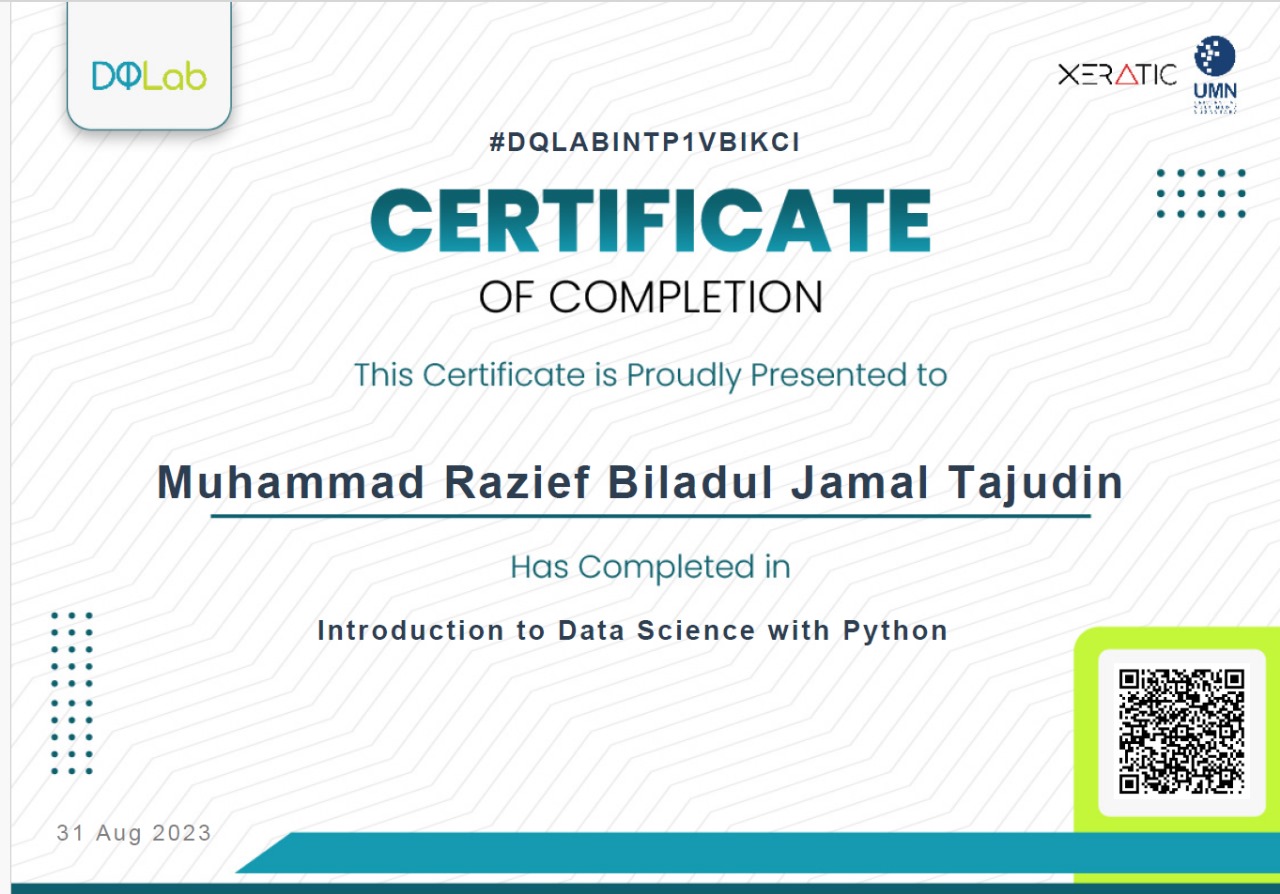 DQLab
XERATIC
UMN
#DQLABINTP1VBIKCI
CERTIFICATE
OF COMPLETION
This Certificate is Proudly Presented to
Muhammad Razief Biladul Jamal Tajudin
Has Completed in
Introduction to Data Science with Python
31 Aug 2023